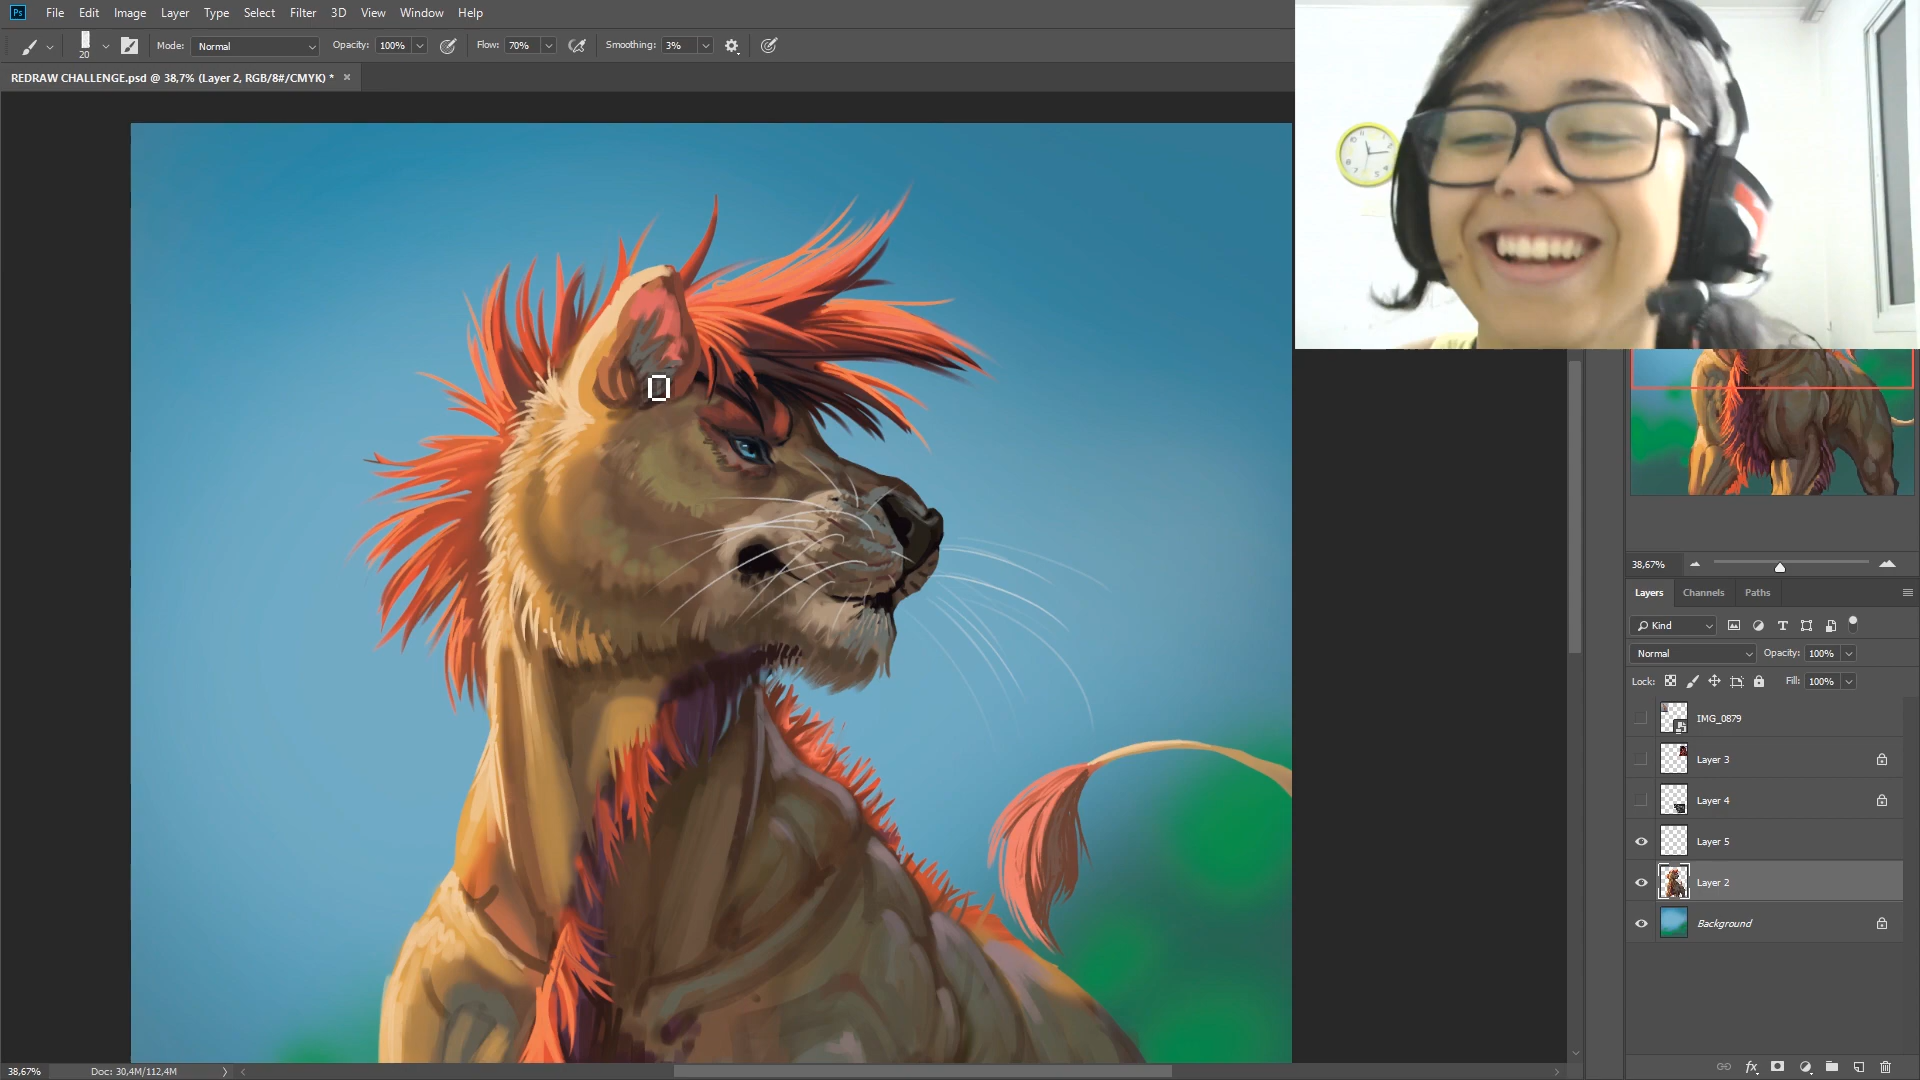 Ps File Edit Image Layer Type Select Filter 3D View Window Help
20 Mode: Normal Opacity: 100% Flow: 70% Smoothing: 3%
REDRAW CHALLENGE.psd @ 38,7% (Layer 2, RGB/8#/CMYK) * ×
38,67%
Layers Channels Paths
Kind
Normal Opacity: 100%
Lock: Fill: 100%
IMG_0879
Layer 3
Layer 4
Layer 5
Layer 2
Background
38,67% Doc: 30,4M/112,4M
fx